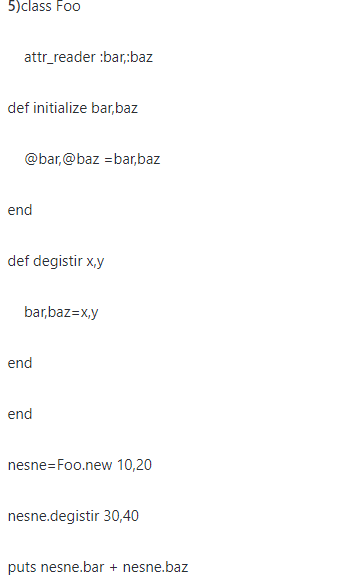 5)class Foo
attr_reader :bar,:baz
def initialize bar,baz
@bar,@baz =bar,baz
end
def degistir x,y
bar,baz=x,y
end
end
nesne=Foo.new 10,20
nesne.degistir 30,40
puts nesne.bar + nesne.baz